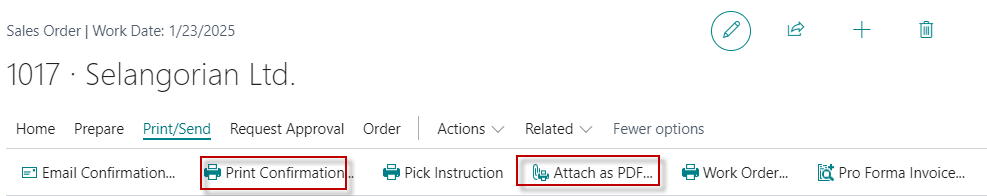 Sales Order | Work Date: 1/23/2025
1017 · Selangorian Ltd.
Home Prepare Print/Send Request Approval Order Actions Related Fewer options
Email Confirmation... Print Confirmation... Pick Instruction Attach as PDF... Work Order... Pro Forma Invoice...